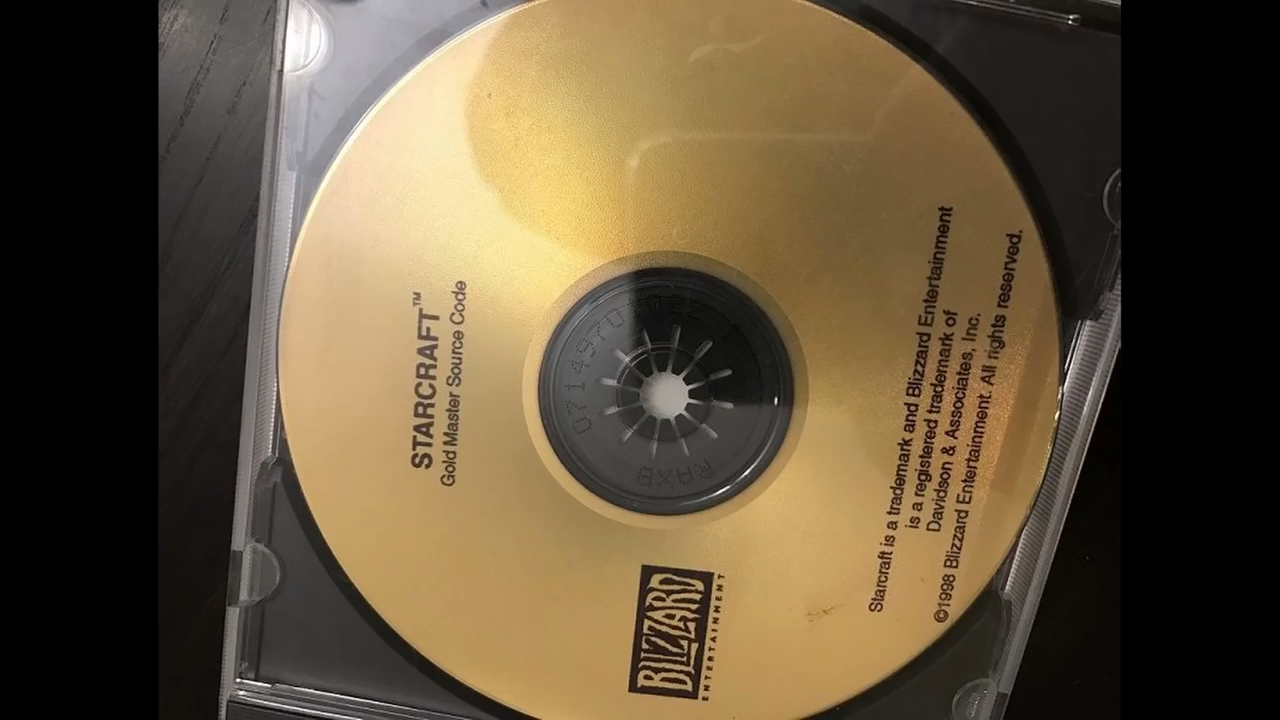 STARCRAFT™
Gold Master Source Code
BLIZZARD
ENTERTAINMENT
Starcraft is a trademark and Blizzard Entertainment
is a registered trademark of
Davidson & Associates, Inc.
©1998 Blizzard Entertainment. All rights reserved.